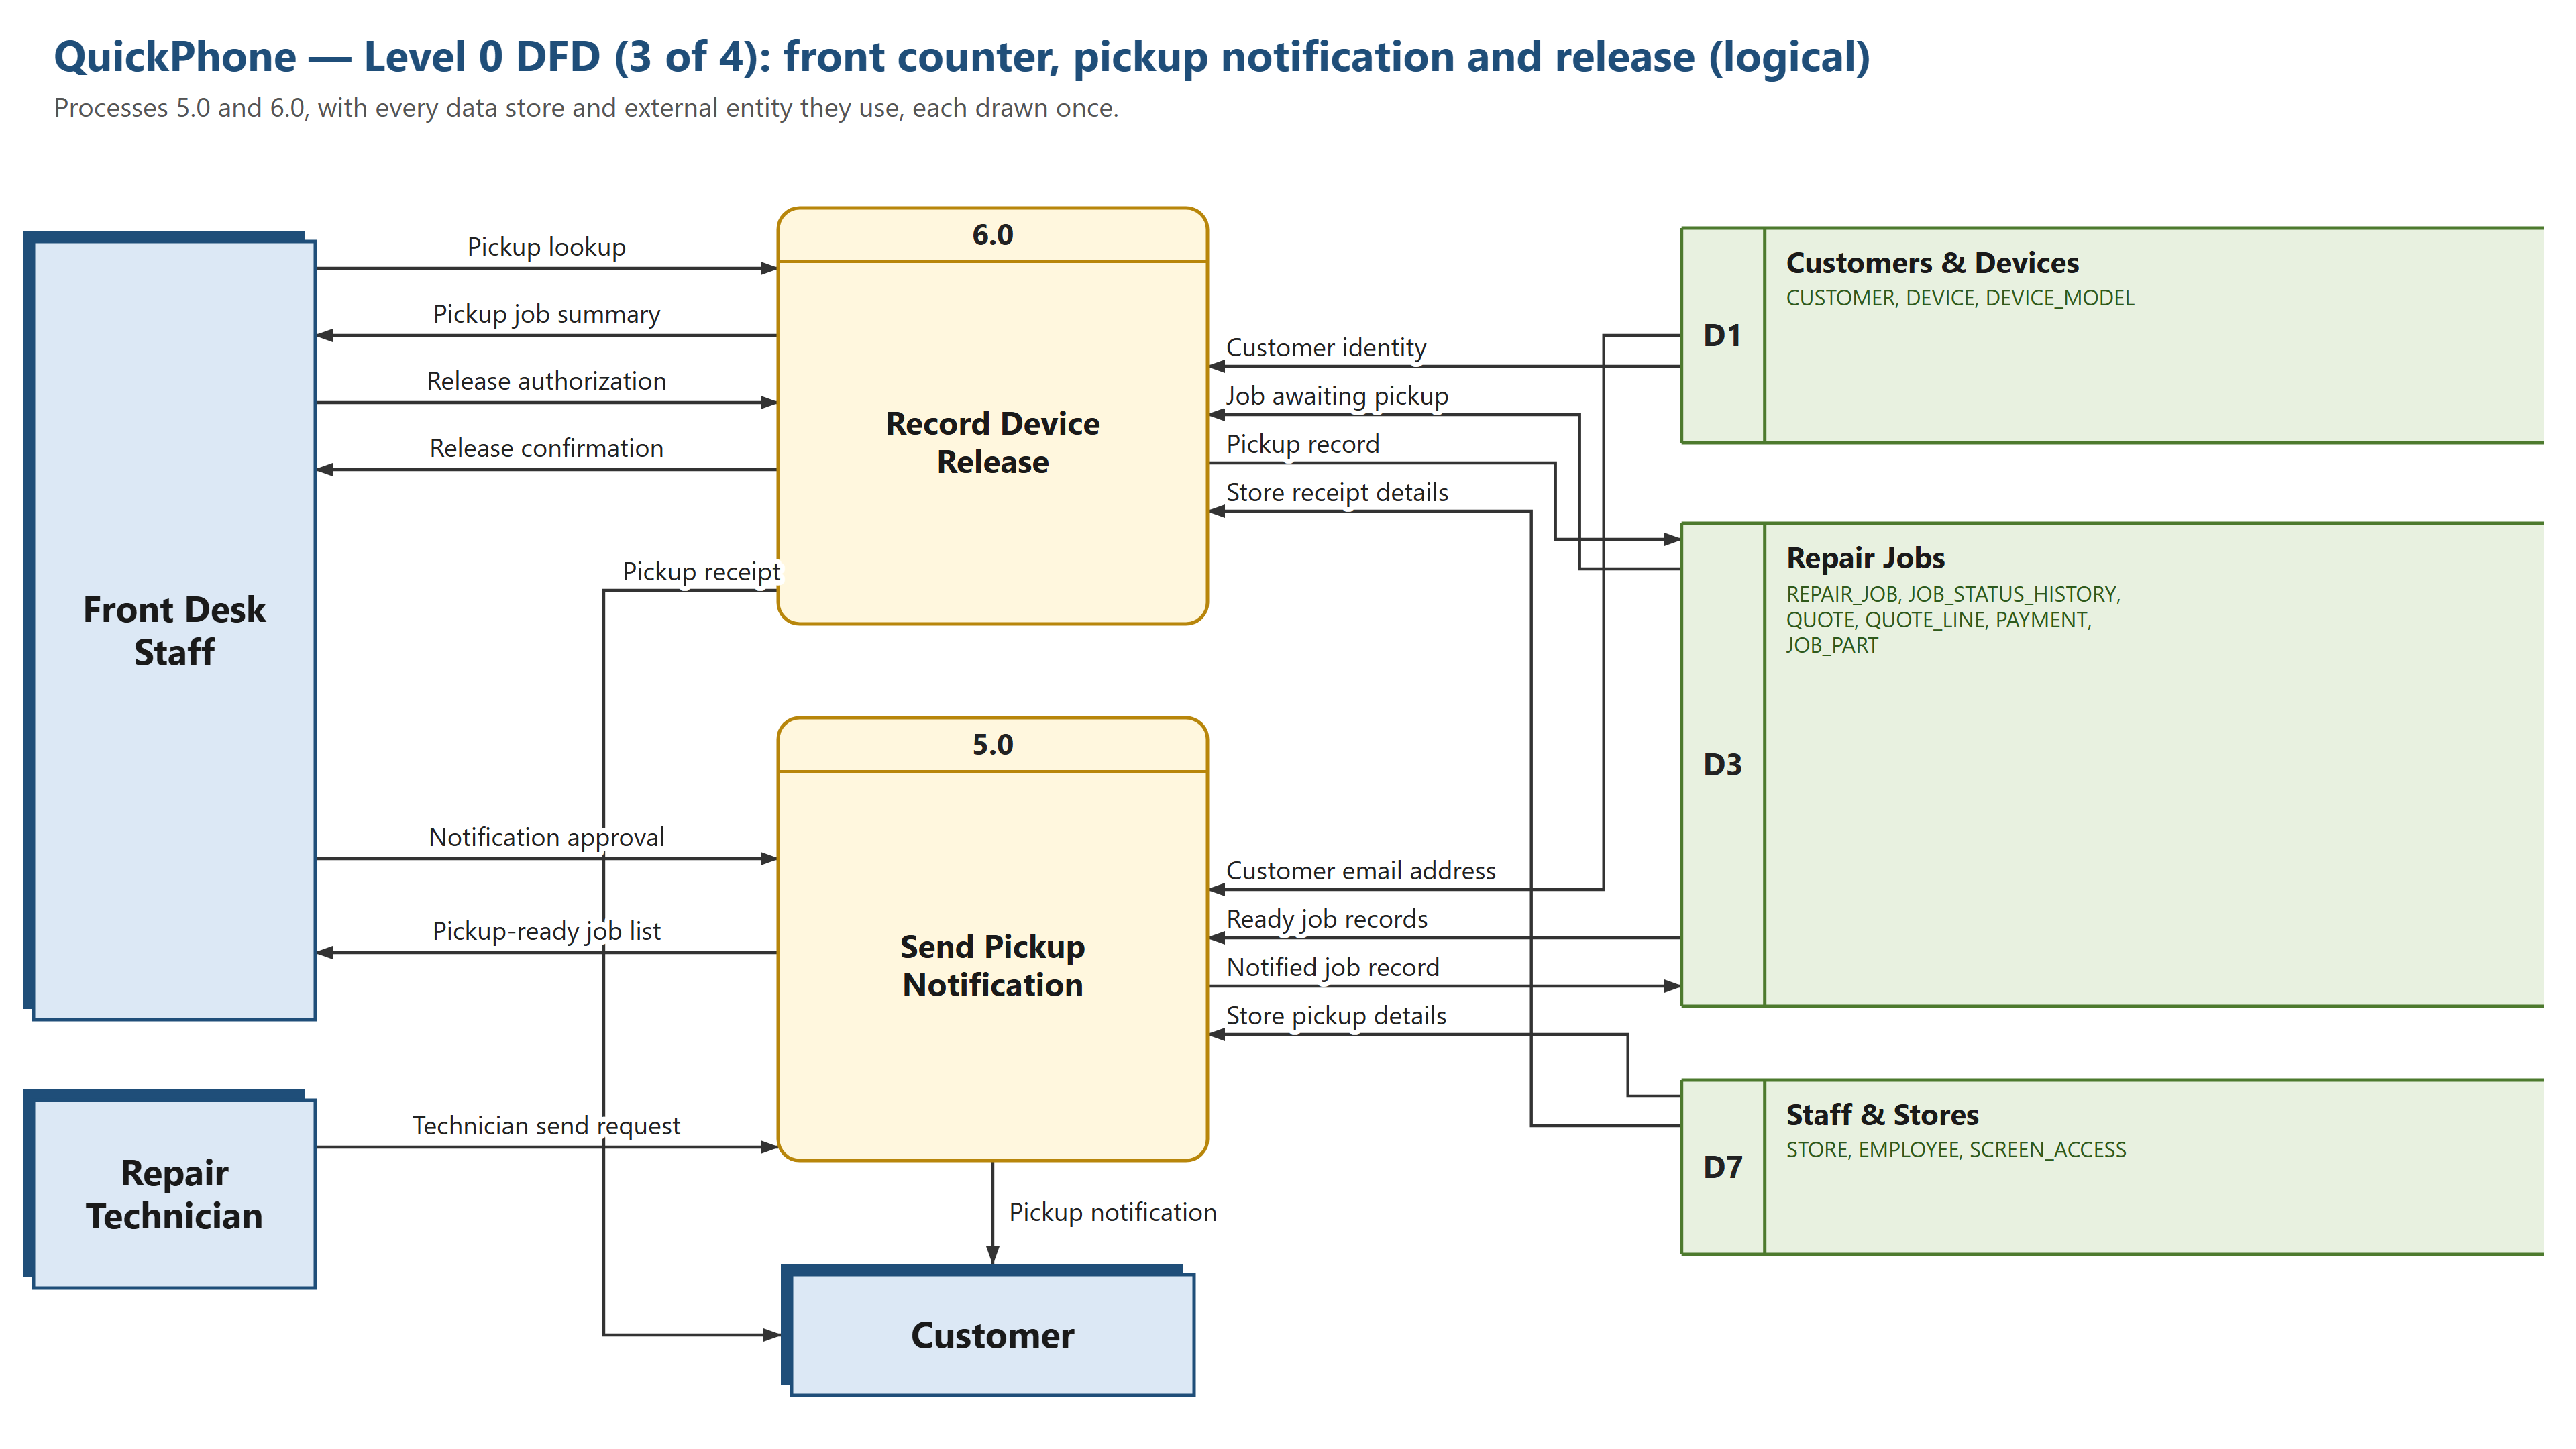 QuickPhone — Level 0 DFD (3 of 4): front counter, pickup notification and release (logical)
Processes 5.0 and 6.0, with every data store and external entity they use, each drawn once.
Front Desk
Staff
Pickup lookup
Pickup job summary
Release authorization
Release confirmation
Pickup receipt
6.0
Record Device
Release
Customer identity
Job awaiting pickup
Pickup record
Store receipt details
D1
Customers & Devices
CUSTOMER, DEVICE, DEVICE_MODEL
D3
Repair Jobs
REPAIR_JOB, JOB_STATUS_HISTORY,
QUOTE, QUOTE_LINE, PAYMENT,
JOB_PART
Notification approval
Pickup-ready job list
5.0
Send Pickup
Notification
Customer email address
Ready job records
Notified job record
Store pickup details
Repair
Technician
Technician send request
D7
Staff & Stores
STORE, EMPLOYEE, SCREEN_ACCESS
Pickup notification
Customer